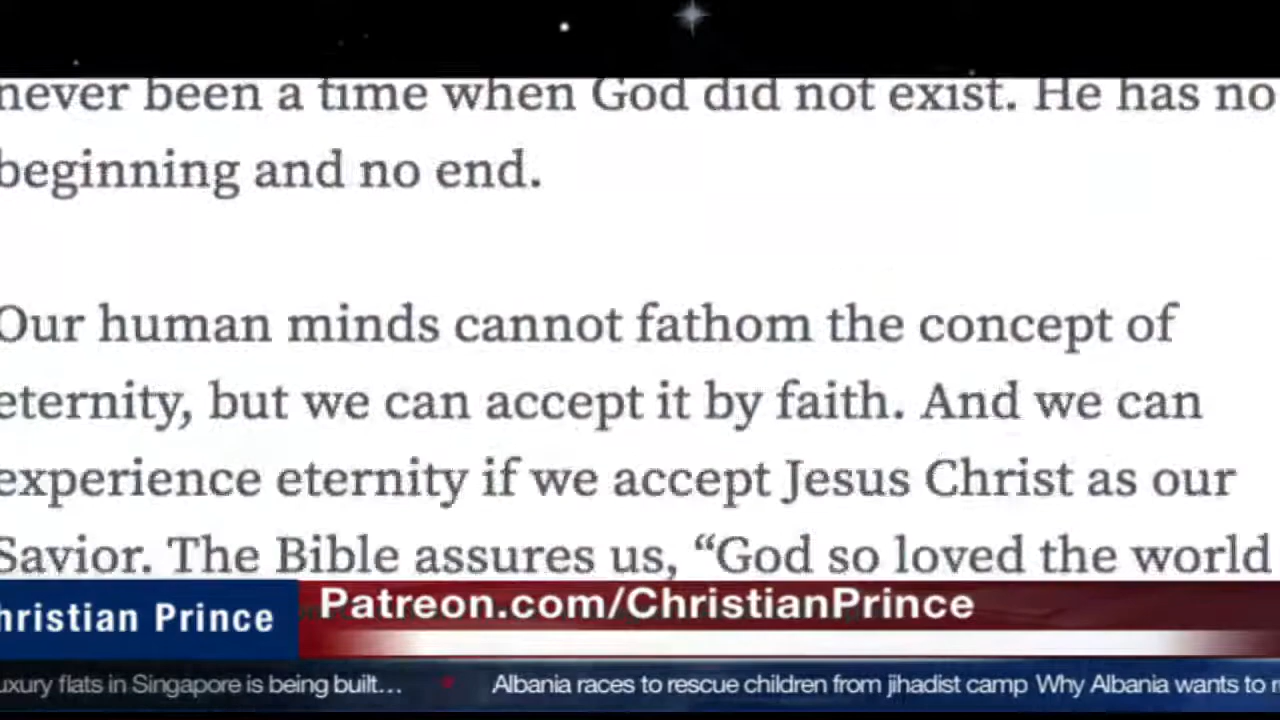 never been a time when God did not exist. He has no
beginning and no end.
Our human minds cannot fathom the concept of
eternity, but we can accept it by faith. And we can
experience eternity if we accept Jesus Christ as our
Savior. The Bible assures us, “God so loved the world
hristian Prince
Patreon.com/ChristianPrince
uxury flats in Singapore is being built... Albania races to rescue children from jihadist camp Why Albania wants to